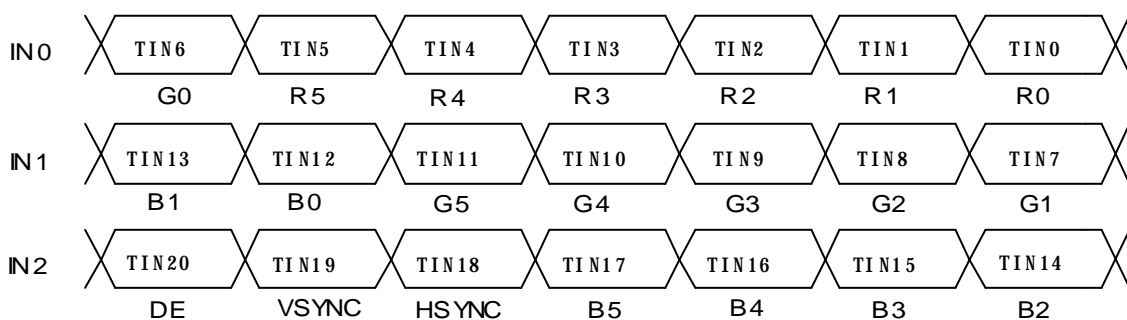 IN0 TIN6 TIN5 TIN4 TIN3 TIN2 TIN1 TIN0
G0 R5 R4 R3 R2 R1 R0
IN1 TIN13 TIN12 TIN11 TIN10 TIN9 TIN8 TIN7
B1 B0 G5 G4 G3 G2 G1
IN2 TIN20 TIN19 TIN18 TIN17 TIN16 TIN15 TIN14
DE VSYNC HSYNC B5 B4 B3 B2